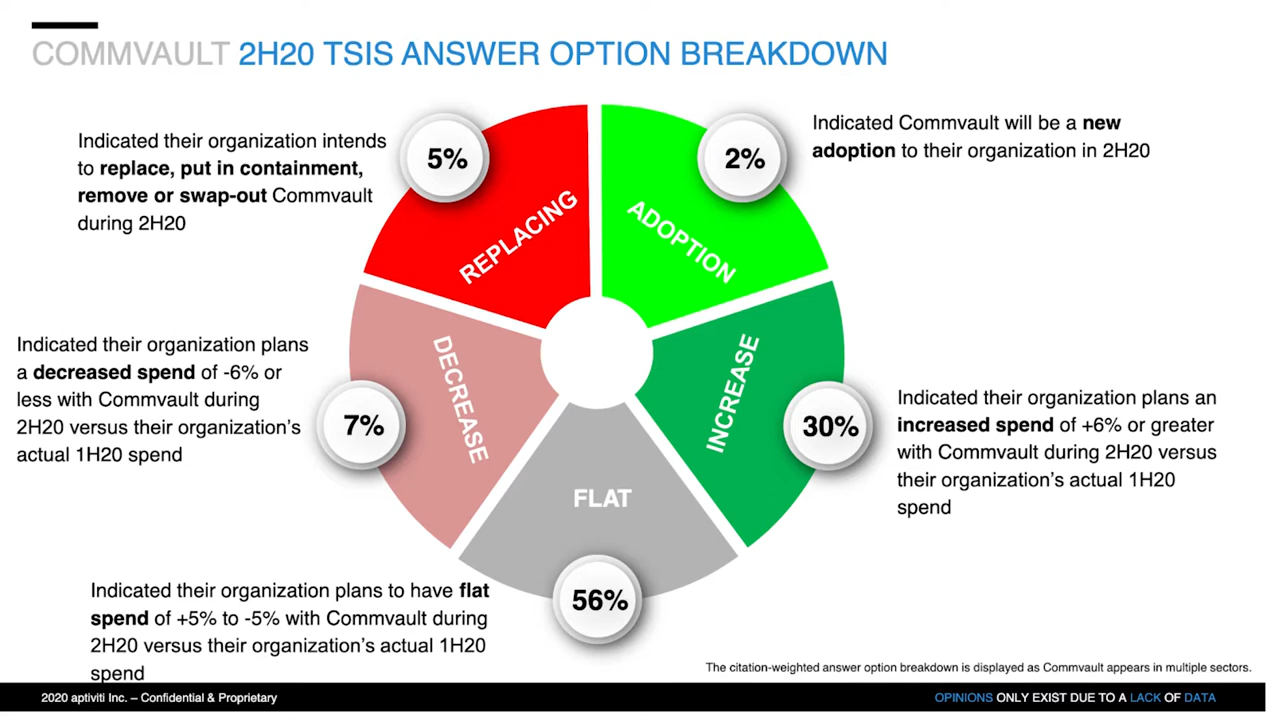 COMMVAULT 2H20 TSIS ANSWER OPTION BREAKDOWN
Indicated their organization intends
to replace, put in containment,
remove or swap-out Commvault
during 2H20
5%
REPLACING
2%
ADOPTION
Indicated Commvault will be a new
adoption to their organization in 2H20
Indicated their organization plans
a decreased spend of -6% or
less with Commvault during
2H20 versus their organization’s
actual 1H20 spend
7%
DECREASE
INCREASE
30%
Indicated their organization plans an
increased spend of +6% or greater
with Commvault during 2H20 versus
their organization’s actual 1H20
spend
FLAT
56%
Indicated their organization plans to have flat
spend of +5% to -5% with Commvault during
2H20 versus their organization’s actual 1H20
spend
The citation-weighted answer option breakdown is displayed as Commvault appears in multiple sectors.
2020 aptiviti Inc. – Confidential & Proprietary
OPINIONS ONLY EXIST DUE TO A LACK OF DATA